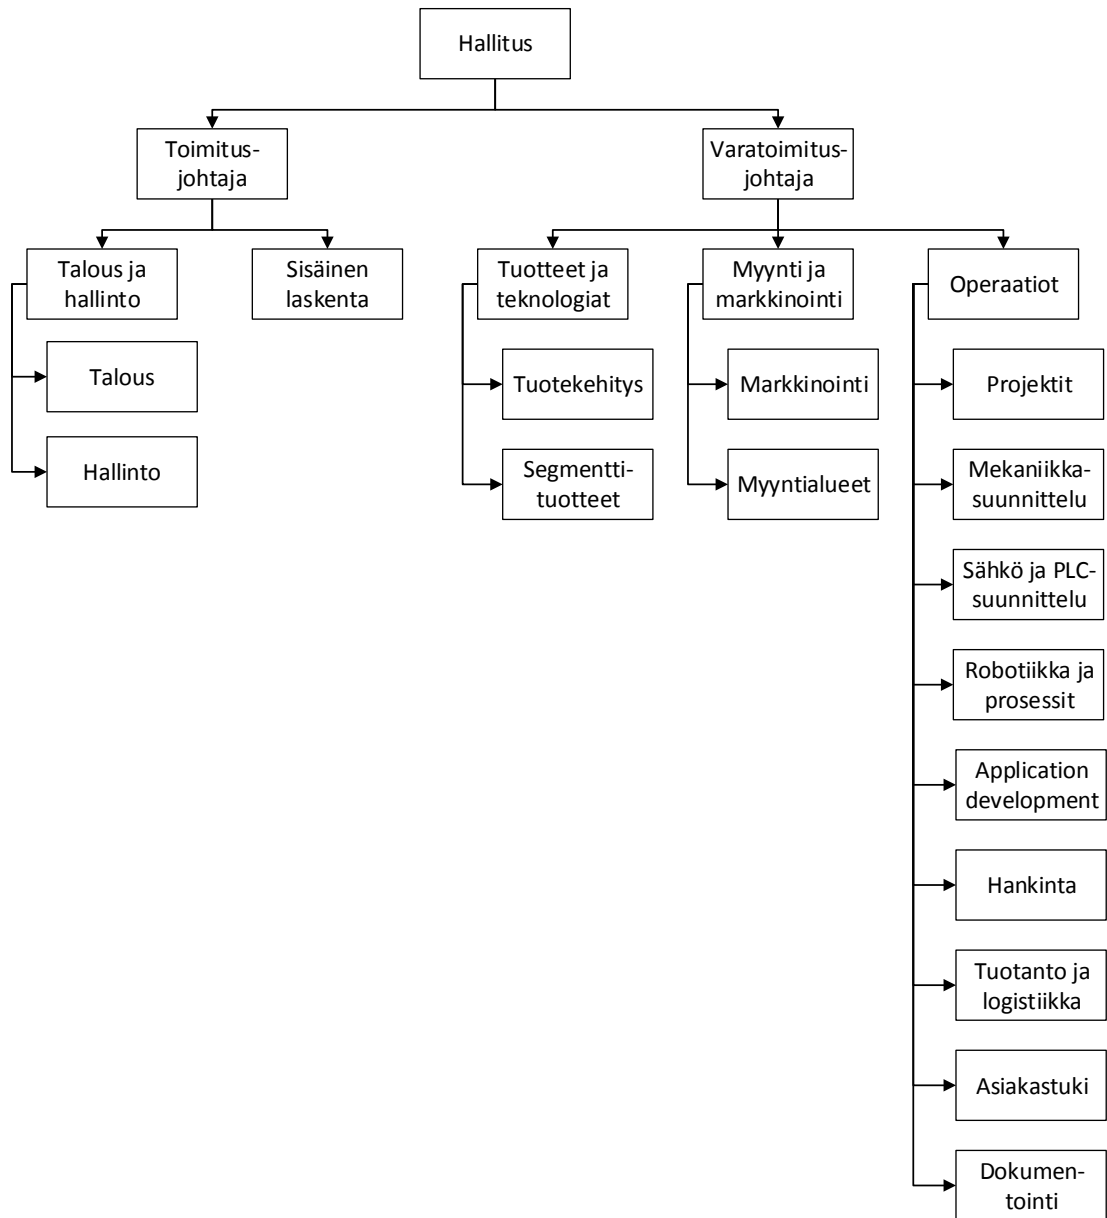 Hallitus
Toimitus-
johtaja
Varatoimitus-
johtaja
Talous ja
hallinto
Sisäinen
laskenta
Tuotteet ja
teknologiat
Myynti ja
markkinointi
Operaatiot
Talous
Hallinto
Tuotekehitys
Segmentti-
tuotteet
Markkinointi
Myyntialueet
Projektit
Mekaniikka-
suunnittelu
Sähkö ja PLC-
suunnittelu
Robotiikka ja
prosessit
Application
development
Hankinta
Tuotanto ja
logistiikka
Asiakastuki
Dokumen-
tointi